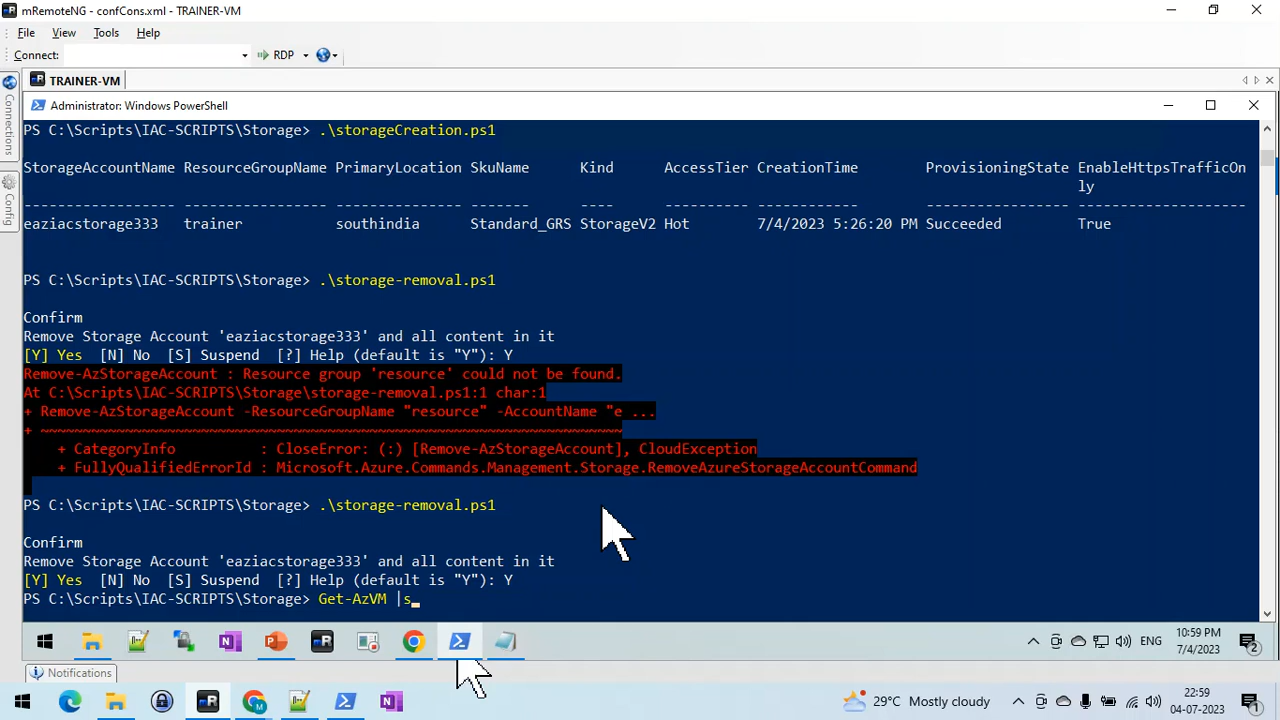 mRemoteNG - confCons.xml - TRAINER-VM
File View Tools Help
Connect: RDP
TRAINER-VM
Connections
Config
Administrator: Windows PowerShell
PS C:\Scripts\IAC-SCRIPTS\Storage> .\storageCreation.ps1
StorageAccountName ResourceGroupName PrimaryLocation SkuName Kind AccessTier CreationTime ProvisioningState EnableHttpsTrafficOn
ly
------------------ ----------------- --------------- ------- ---- ---------- ------------ ----------------- --------------------
eaziacstorage333 trainer southindia Standard_GRS StorageV2 Hot 7/4/2023 5:26:20 PM Succeeded True
PS C:\Scripts\IAC-SCRIPTS\Storage> .\storage-removal.ps1
Confirm
Remove Storage Account 'eaziacstorage333' and all content in it
[Y] Yes [N] No [S] Suspend [?] Help (default is "Y"): Y
Remove-AzStorageAccount : Resource group 'resource' could not be found.
At C:\Scripts\IAC-SCRIPTS\Storage\storage-removal.ps1:1 char:1
+ Remove-AzStorageAccount -ResourceGroupName "resource" -AccountName "e ...
+ ~~~~~~~~~~~~~~~~~~~~~~~~~~~~~~~~~~~~~~~~~~~~~~~~~~~~~~~~~~~~~~~~~~~~~
+ CategoryInfo : CloseError: (:) [Remove-AzStorageAccount], CloudException
+ FullyQualifiedErrorId : Microsoft.Azure.Commands.Management.Storage.RemoveAzureStorageAccountCommand
PS C:\Scripts\IAC-SCRIPTS\Storage> .\storage-removal.ps1
Confirm
Remove Storage Account 'eaziacstorage333' and all content in it
[Y] Yes [N] No [S] Suspend [?] Help (default is "Y"): Y
PS C:\Scripts\IAC-SCRIPTS\Storage> Get-AzVM |s_
ENG 10:59 PM
7/4/2023 2
Notifications
29°C Mostly cloudy 22:59
04-07-2023 1